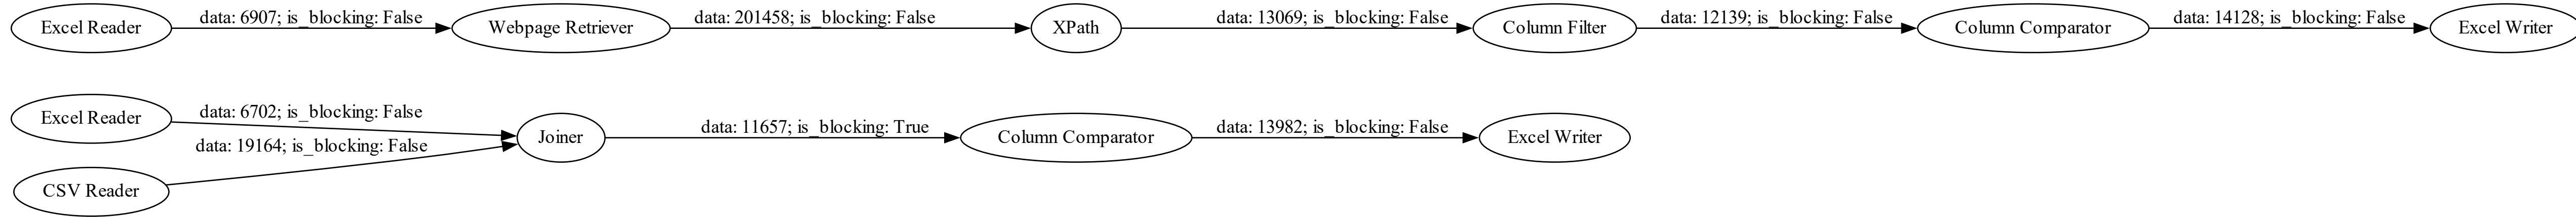 Excel Reader
data: 6907; is_blocking: False
Webpage Retriever
data: 201458; is_blocking: False
XPath
data: 13069; is_blocking: False
Column Filter
data: 12139; is_blocking: False
Column Comparator
data: 14128; is_blocking: False
Excel Writer
Excel Reader
data: 6702; is_blocking: False
CSV Reader
data: 19164; is_blocking: False
Joiner
data: 11657; is_blocking: True
Column Comparator
data: 13982; is_blocking: False
Excel Writer